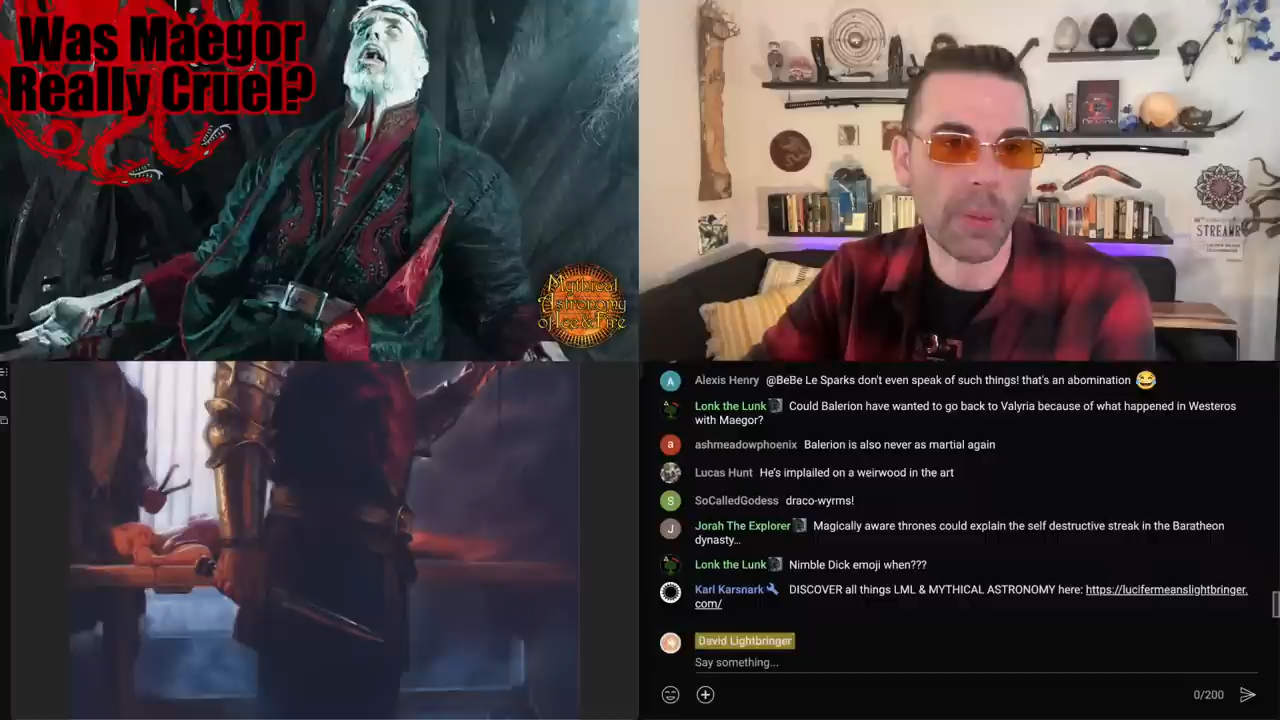 Was Maegor
Really Cruel?
Mythical
Astronomy
of Ice & Fire
STREAMR
Alexis Henry @BeBe Le Sparks don't even speak of such things! that's an abomination 😂
Lonk the Lunk Could Balerion have wanted to go back to Valyria because of what happened in Westeros
with Maegor?
a ashmeadowphoenix Balerion is also never as martial again
Lucas Hunt He's implailed on a weirwood in the art
S SoCalledGodess draco-wyrms!
J Jorah The Explorer Magically aware thrones could explain the self destructive streak in the Baratheon
dynasty...
Lonk the Lunk Nimble Dick emoji when???
Karl Karsnark DISCOVER all things LML & MYTHICAL ASTRONOMY here: https://lucifermeanslightbringer.
com/
David Lightbringer
Say something...
0/200